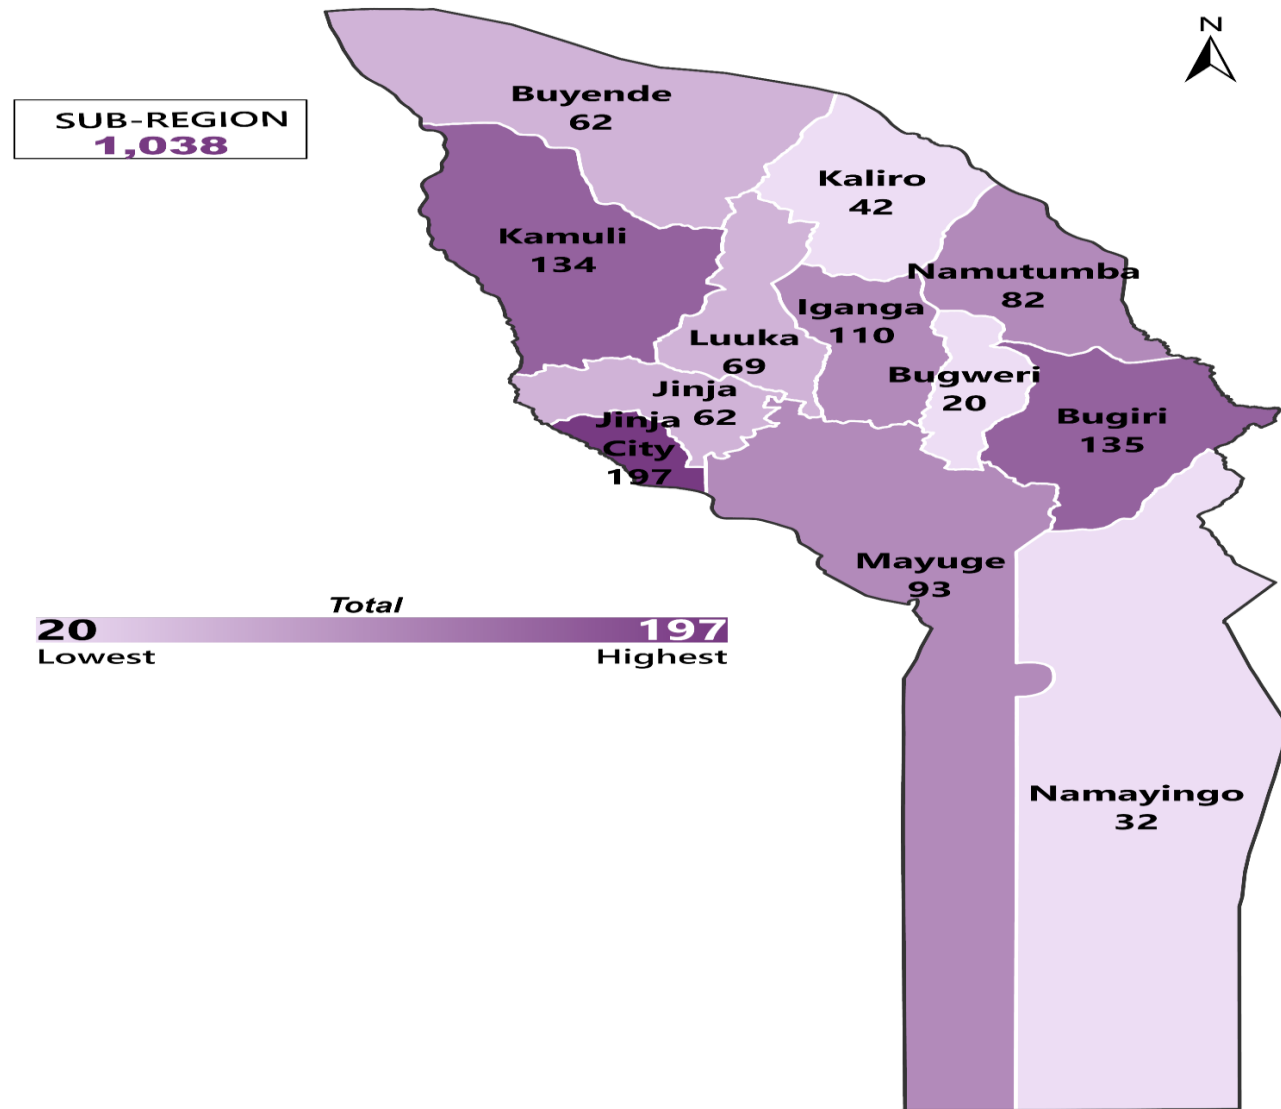 N
SUB-REGION
1,038
Buyende
62
Kaliro
42
Kamuli
134
Namutumba
82
Iganga
110
Luuka
69
Bugweri
20
Jinja
62
Bugiri
135
Jinja
City
197
Mayuge
93
Total
20
197
Lowest
Highest
Namayingo
32